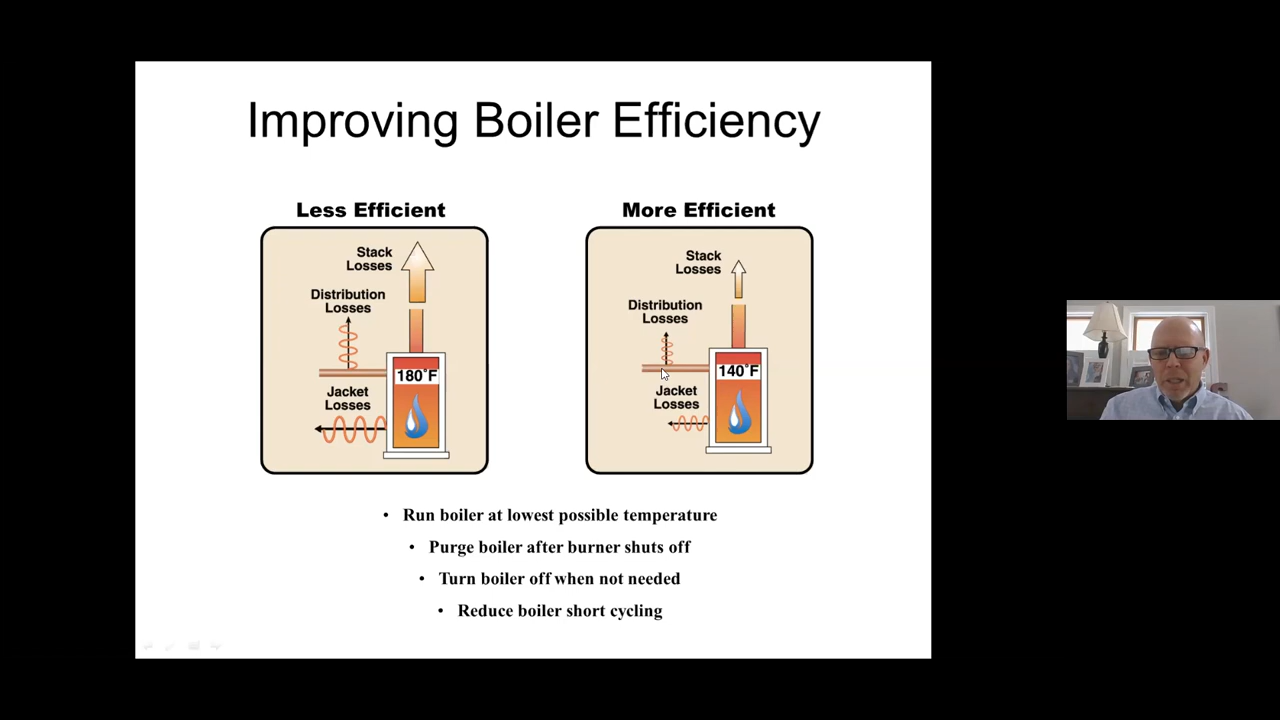 Improving Boiler Efficiency
Less Efficient
Stack
Losses
Distribution
Losses
180°F
Jacket
Losses
More Efficient
Stack
Losses
Distribution
Losses
140°F
Jacket
Losses
• Run boiler at lowest possible temperature
• Purge boiler after burner shuts off
• Turn boiler off when not needed
• Reduce boiler short cycling